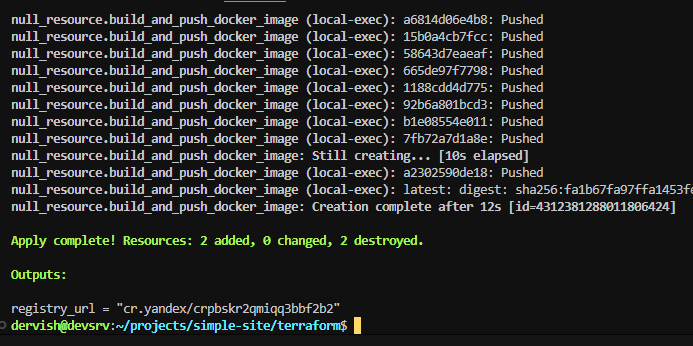 null_resource.build_and_push_docker_image (local-exec): a6814d06e4b8: Pushed
null_resource.build_and_push_docker_image (local-exec): 15b0a4cb7fcc: Pushed
null_resource.build_and_push_docker_image (local-exec): 58643d7eaeaf: Pushed
null_resource.build_and_push_docker_image (local-exec): 665de97f7798: Pushed
null_resource.build_and_push_docker_image (local-exec): 1188cdd4d775: Pushed
null_resource.build_and_push_docker_image (local-exec): 92b6a801bcd3: Pushed
null_resource.build_and_push_docker_image (local-exec): b1e08554e011: Pushed
null_resource.build_and_push_docker_image (local-exec): 7fb72a7d1a8e: Pushed
null_resource.build_and_push_docker_image: Still creating... [10s elapsed]
null_resource.build_and_push_docker_image (local-exec): a2302590de18: Pushed
null_resource.build_and_push_docker_image (local-exec): latest: digest: sha256:fa1b67fa97ffa1453fe
null_resource.build_and_push_docker_image: Creation complete after 12s [id=4312381288011806424]
Apply complete! Resources: 2 added, 0 changed, 2 destroyed.
Outputs:
registry_url = "cr.yandex/crpbskr2qmiqq3bbf2b2"
dervish@devsrv:~/projects/simple-site/terraform$